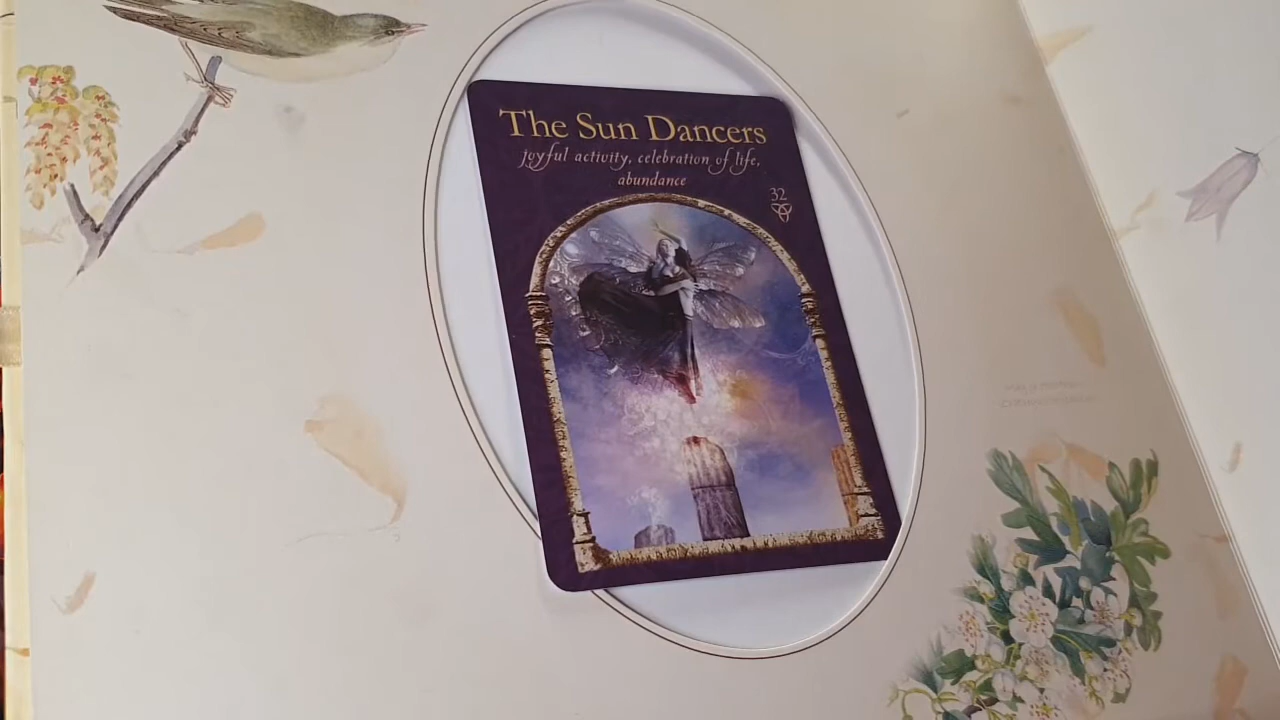 The Sun Dancers
joyful activity, celebration of life,
abundance
32